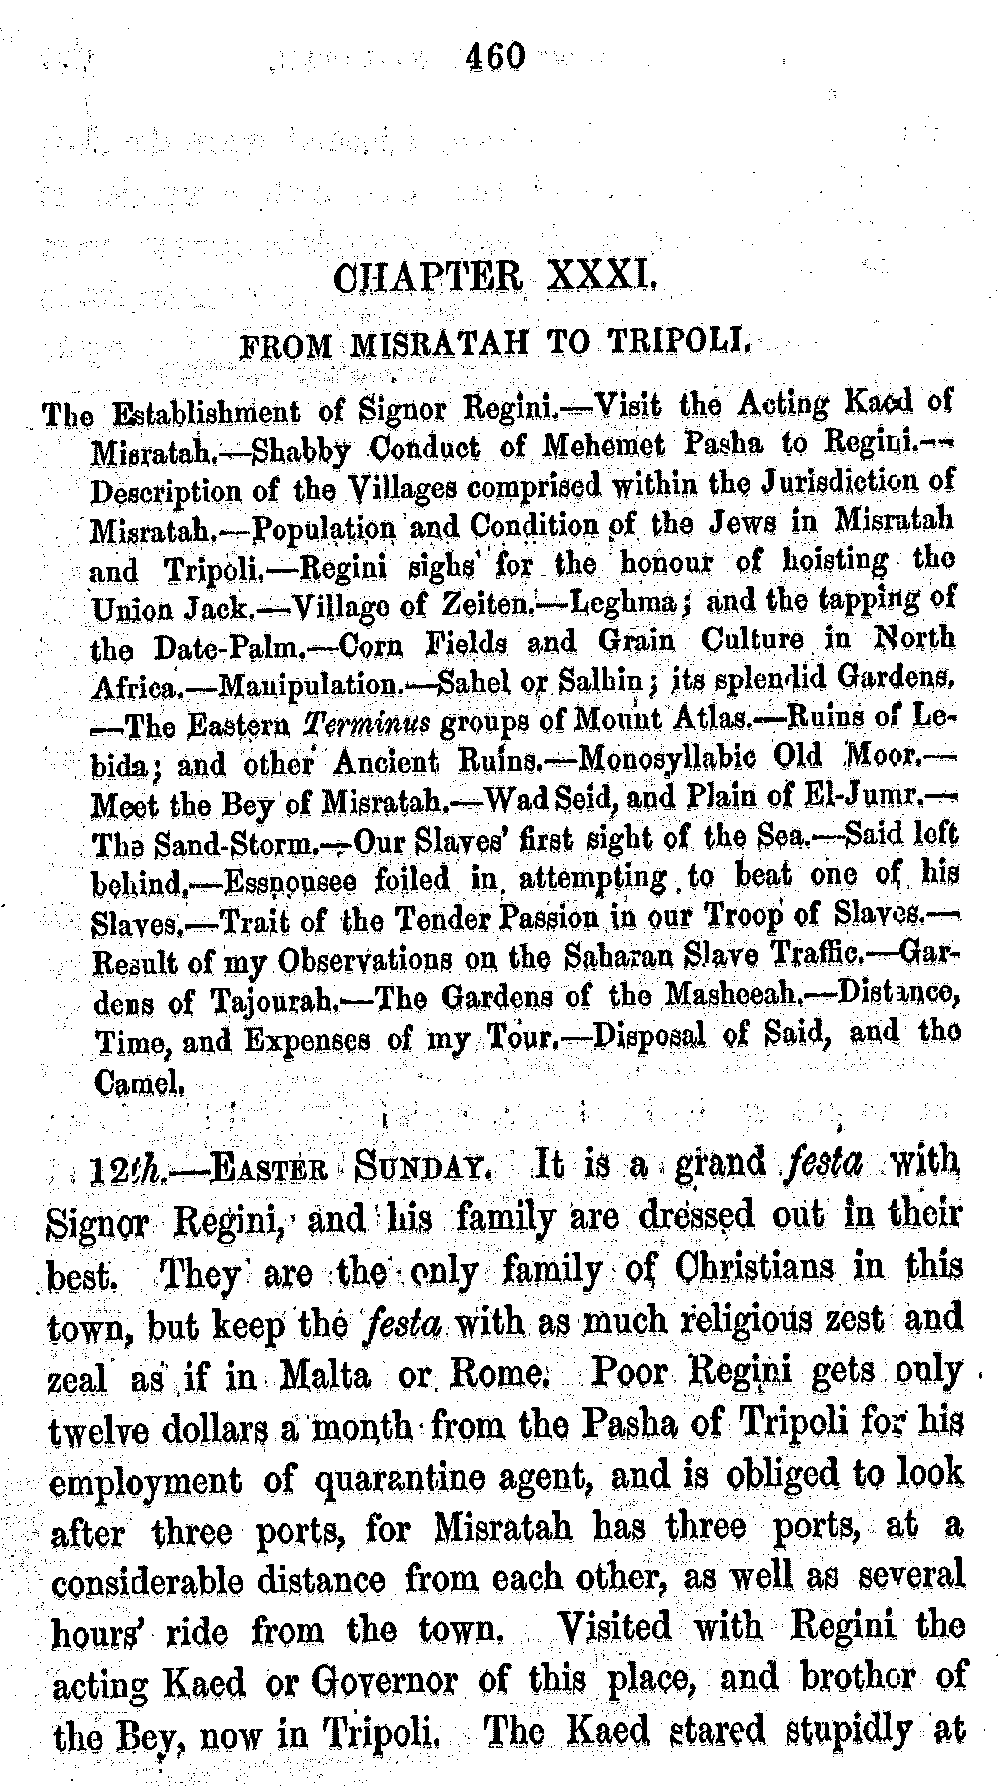 460
CHAPTER XXXI.
FROM MISRATAH TO TRIPOLI.
The Establishment of Signor Regini.—Visit the Acting Kaed of
Misratah.—Shabby Conduct of Mehemet Pasha to Regini.—
Description of the Villages comprised within the Jurisdiction of
Misratah.—Population and Condition of the Jews in Misratah
and Tripoli.—Regini sighs for the honour of hoisting the
Union Jack.—Village of Zeiten.—Leghma; and the tapping of
the Date-Palm.—Corn Fields and Grain Culture in North
Africa.—Manipulation.—Sahel or Salhin; its splendid Gardens.
—The Eastern Terminus groups of Mount Atlas.—Ruins of Le-
bida; and other Ancient Ruins.—Monosyllabic Old Moor.—
Meet the Bey of Misratah.—Wad Seid, and Plain of El-Jumr.—
The Sand-Storm.—Our Slaves' first sight of the Sea.—Said left
behind.—Essnousee foiled in attempting to beat one of his
Slaves.—Trait of the Tender Passion in our Troop of Slaves.—
Result of my Observations on the Saharan Slave Traffic.—Gar-
dens of Tajourah.—The Gardens of the Masheeah.—Distance,
Time, and Expenses of my Tour.—Disposal of Said, and the
Camel.
12th.—EASTER SUNDAY. It is a grand festa with
Signor Regini, and his family are dressed out in their
best. They are the only family of Christians in this
town, but keep the festa with as much religious zest and
zeal as if in Malta or Rome. Poor Regini gets only
twelve dollars a month from the Pasha of Tripoli for his
employment of quarantine agent, and is obliged to look
after three ports, for Misratah has three ports, at a
considerable distance from each other, as well as several
hours' ride from the town. Visited with Regini the
acting Kaed or Governor of this place, and brother of
the Bey, now in Tripoli. The Kaed stared stupidly at